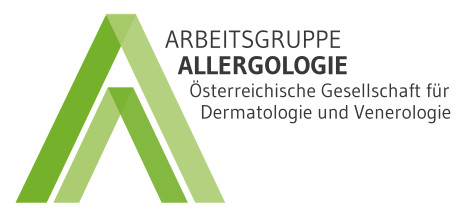 ARBEITSGRUPPE
ALLERGOLOGIE
Österreichische Gesellschaft für
Dermatologie und Venerologie